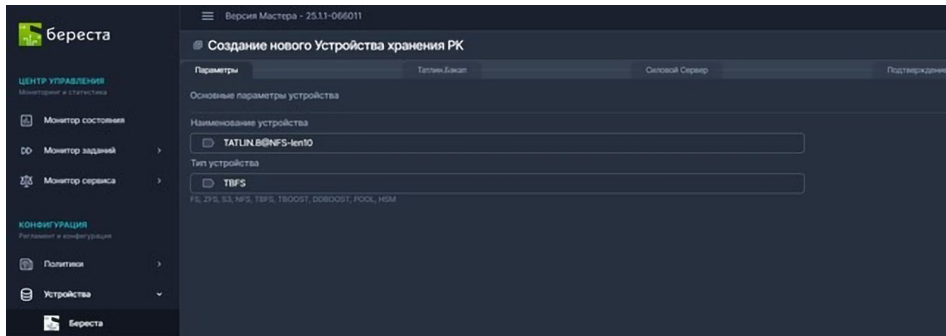 береста
Версия Мастера - 25.1.1-066011
Создание нового Устройства хранения РК
Параметры
Татлин.Бэкап
Силовой Сервер
Подтверждение
Основные параметры устройства
Наименование устройства
TATLIN.B@NFS-len10
Тип устройства
TBFS
FS, ZFS, S3, NFS, TBFS, TBOOST, DDBOOST, POOL, HSM
ЦЕНТР УПРАВЛЕНИЯ
Мониторинг и статистика
Монитор состояния
Монитор заданий
Монитор сервиса
КОНФИГУРАЦИЯ
Регламент и конфигурация
Политики
Устройства
Береста